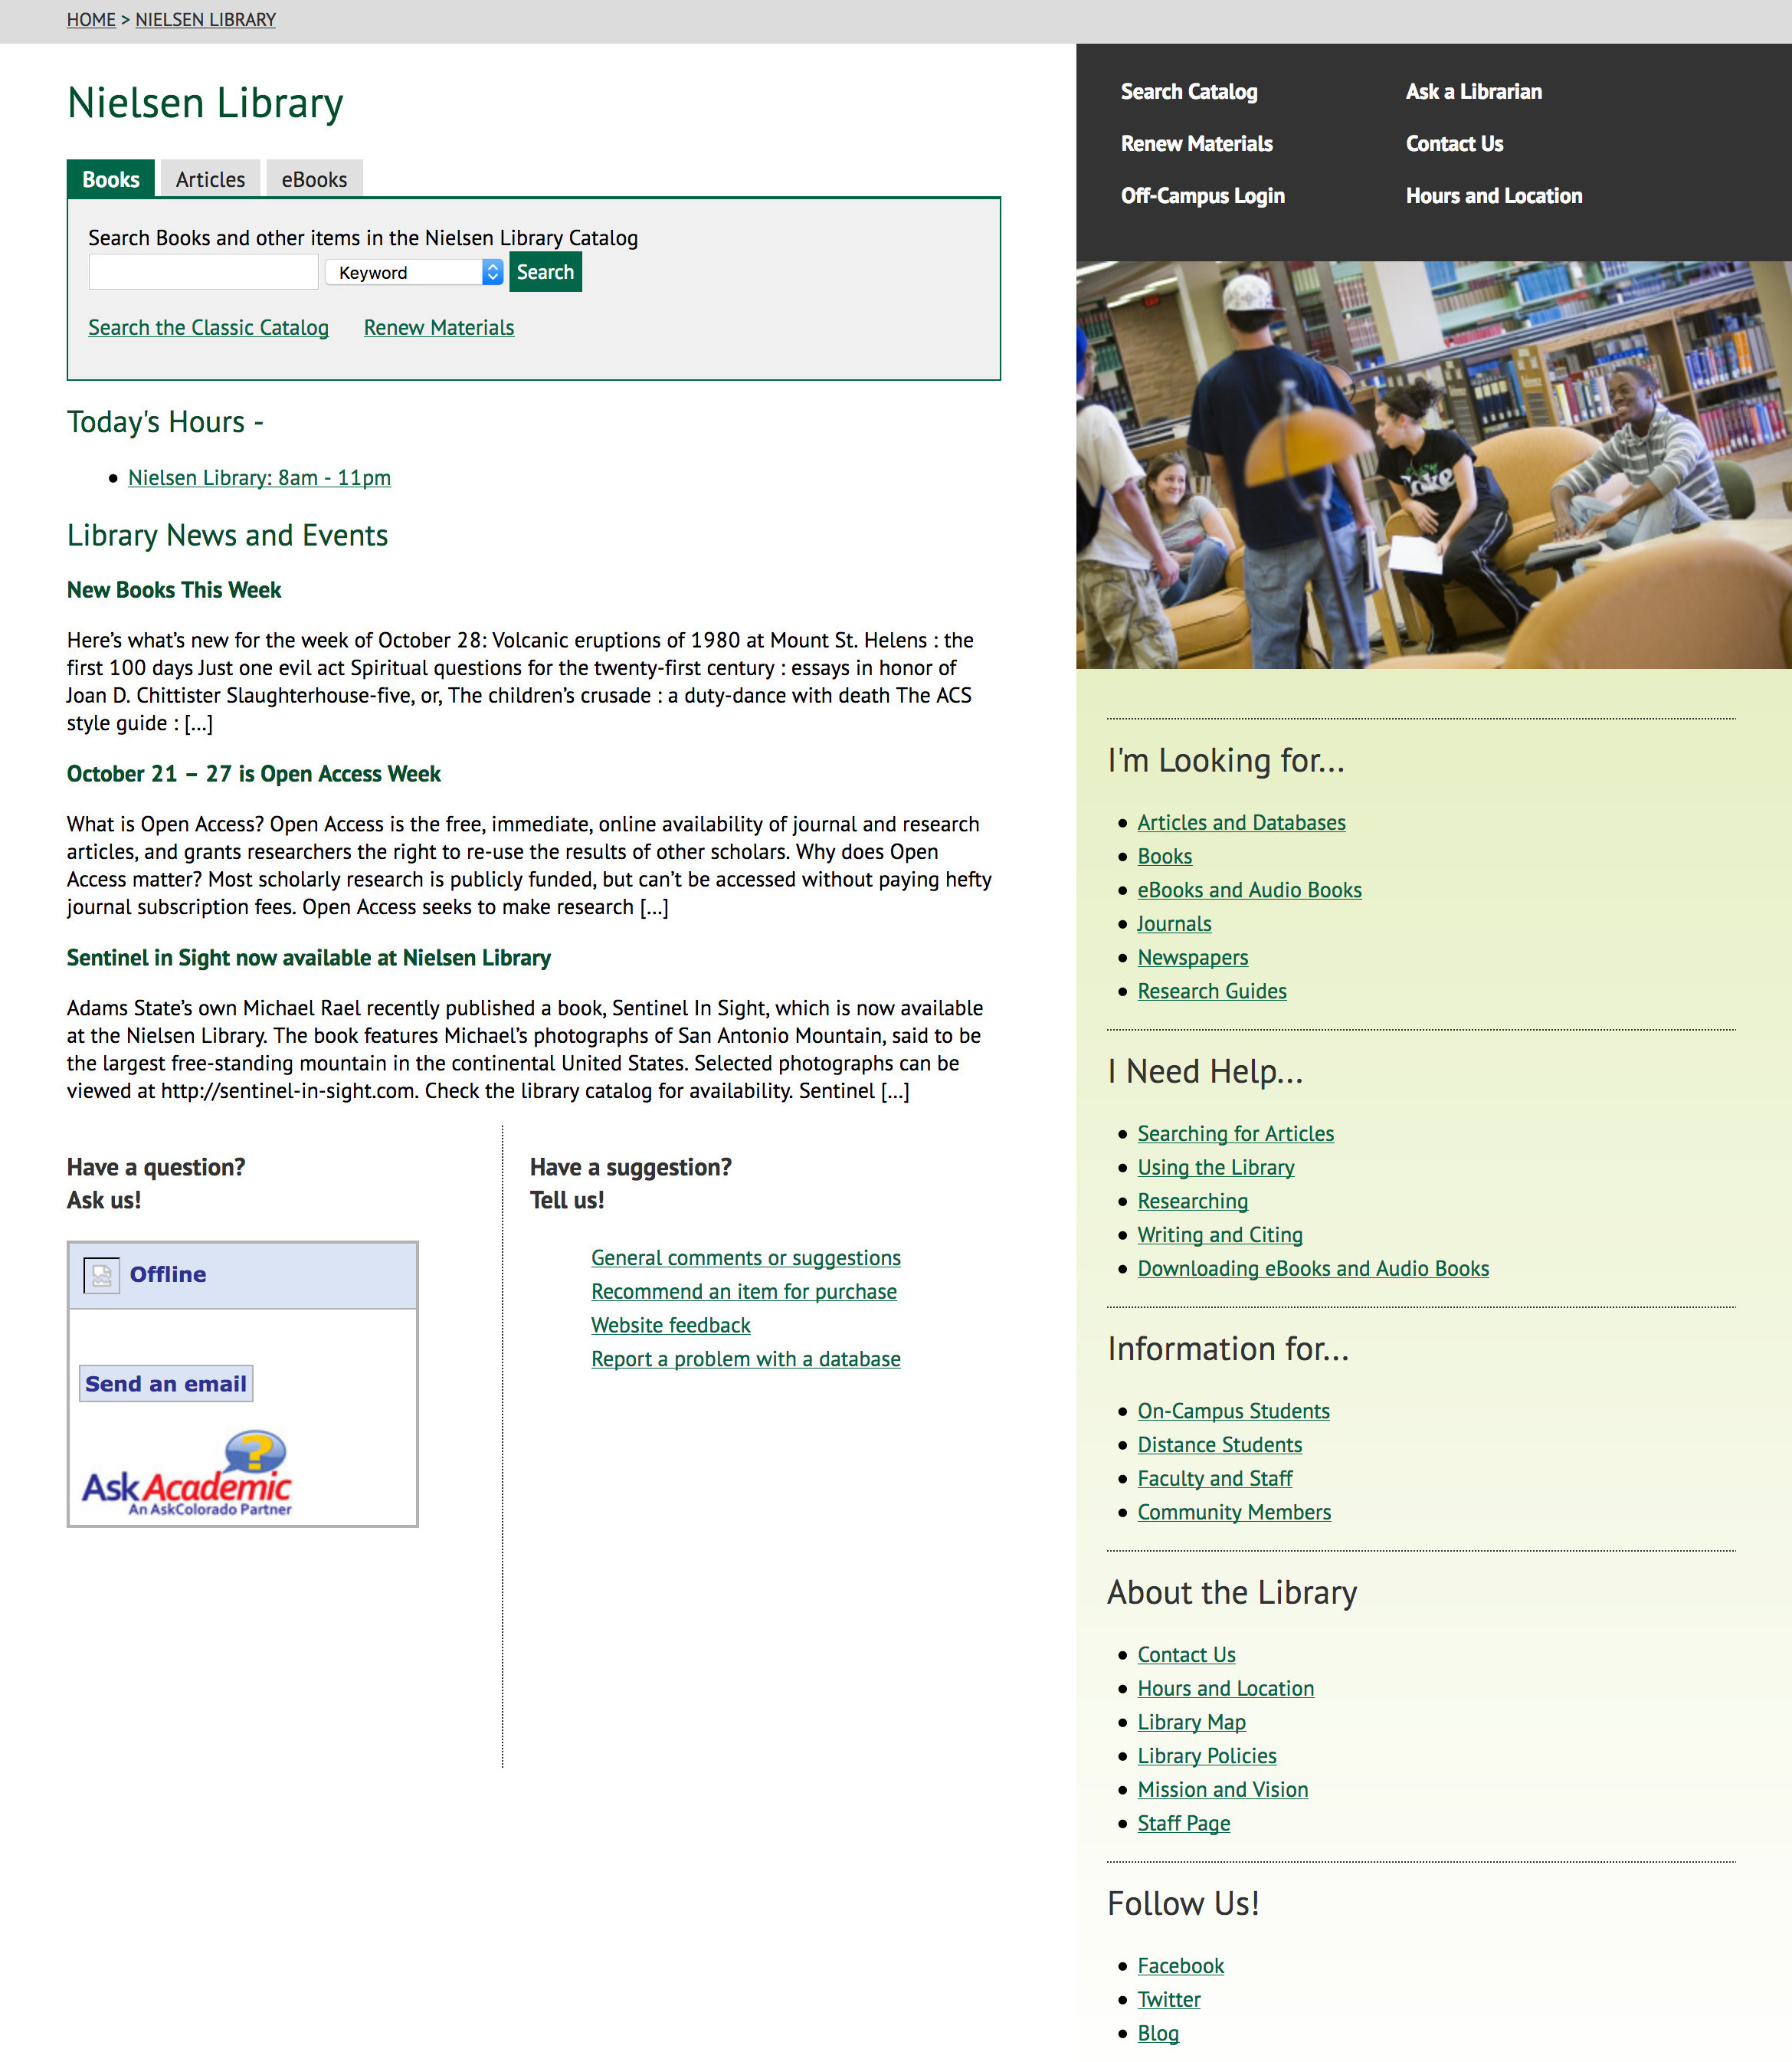 HOME > NIELSEN LIBRARY
Nielsen Library
Books
Articles
eBooks
Search Books and other items in the Nielsen Library Catalog
Keyword
Search
Search the Classic Catalog
Renew Materials
Today's Hours -
Nielsen Library: 8am - 11pm
Library News and Events
New Books This Week
Here’s what’s new for the week of October 28: Volcanic eruptions of 1980 at Mount St. Helens : the
first 100 days Just one evil act Spiritual questions for the twenty-first century : essays in honor of
Joan D. Chittister Slaughterhouse-five, or, The children’s crusade : a duty-dance with death The ACS
style guide : [...]
October 21 – 27 is Open Access Week
What is Open Access? Open Access is the free, immediate, online availability of journal and research
articles, and grants researchers the right to re-use the results of other scholars. Why does Open
Access matter? Most scholarly research is publicly funded, but can’t be accessed without paying hefty
journal subscription fees. Open Access seeks to make research [...]
Sentinel in Sight now available at Nielsen Library
Adams State’s own Michael Rael recently published a book, Sentinel In Sight, which is now available
at the Nielsen Library. The book features Michael’s photographs of San Antonio Mountain, said to be
the largest free-standing mountain in the continental United States. Selected photographs can be
viewed at http://sentinel-in-sight.com. Check the library catalog for availability. Sentinel [...]
Have a question?
Ask us!
Offline
Send an email
?
Ask Academic
An AskColorado Partner
Have a suggestion?
Tell us!
General comments or suggestions
Recommend an item for purchase
Website feedback
Report a problem with a database
Search Catalog
Ask a Librarian
Renew Materials
Contact Us
Off-Campus Login
Hours and Location
Coke
I'm Looking for...
Articles and Databases
Books
eBooks and Audio Books
Journals
Newspapers
Research Guides
I Need Help...
Searching for Articles
Using the Library
Researching
Writing and Citing
Downloading eBooks and Audio Books
Information for...
On-Campus Students
Distance Students
Faculty and Staff
Community Members
About the Library
Contact Us
Hours and Location
Library Map
Library Policies
Mission and Vision
Staff Page
Follow Us!
Facebook
Twitter
Blog